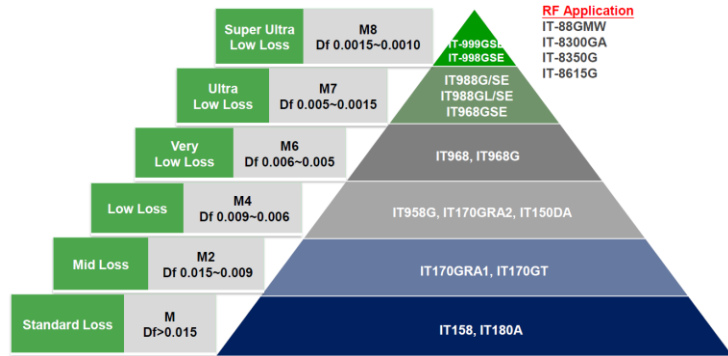 Super Ultra
Low Loss
M8
Df 0.0015~0.0010
IT-999GSE
IT-998GSE
RF Application
IT-88GMW
IT-8300GA
IT-8350G
IT-8615G
Ultra
Low Loss
M7
Df 0.005~0.0015
IT988G/SE
IT988GL/SE
IT968GSE
Very
Low Loss
M6
Df 0.006~0.005
IT968, IT968G
Low Loss
M4
Df 0.009~0.006
IT958G, IT170GRA2, IT150DA
Mid Loss
M2
Df 0.015~0.009
IT170GRA1, IT170GT
Standard Loss
M
Df>0.015
IT158, IT180A